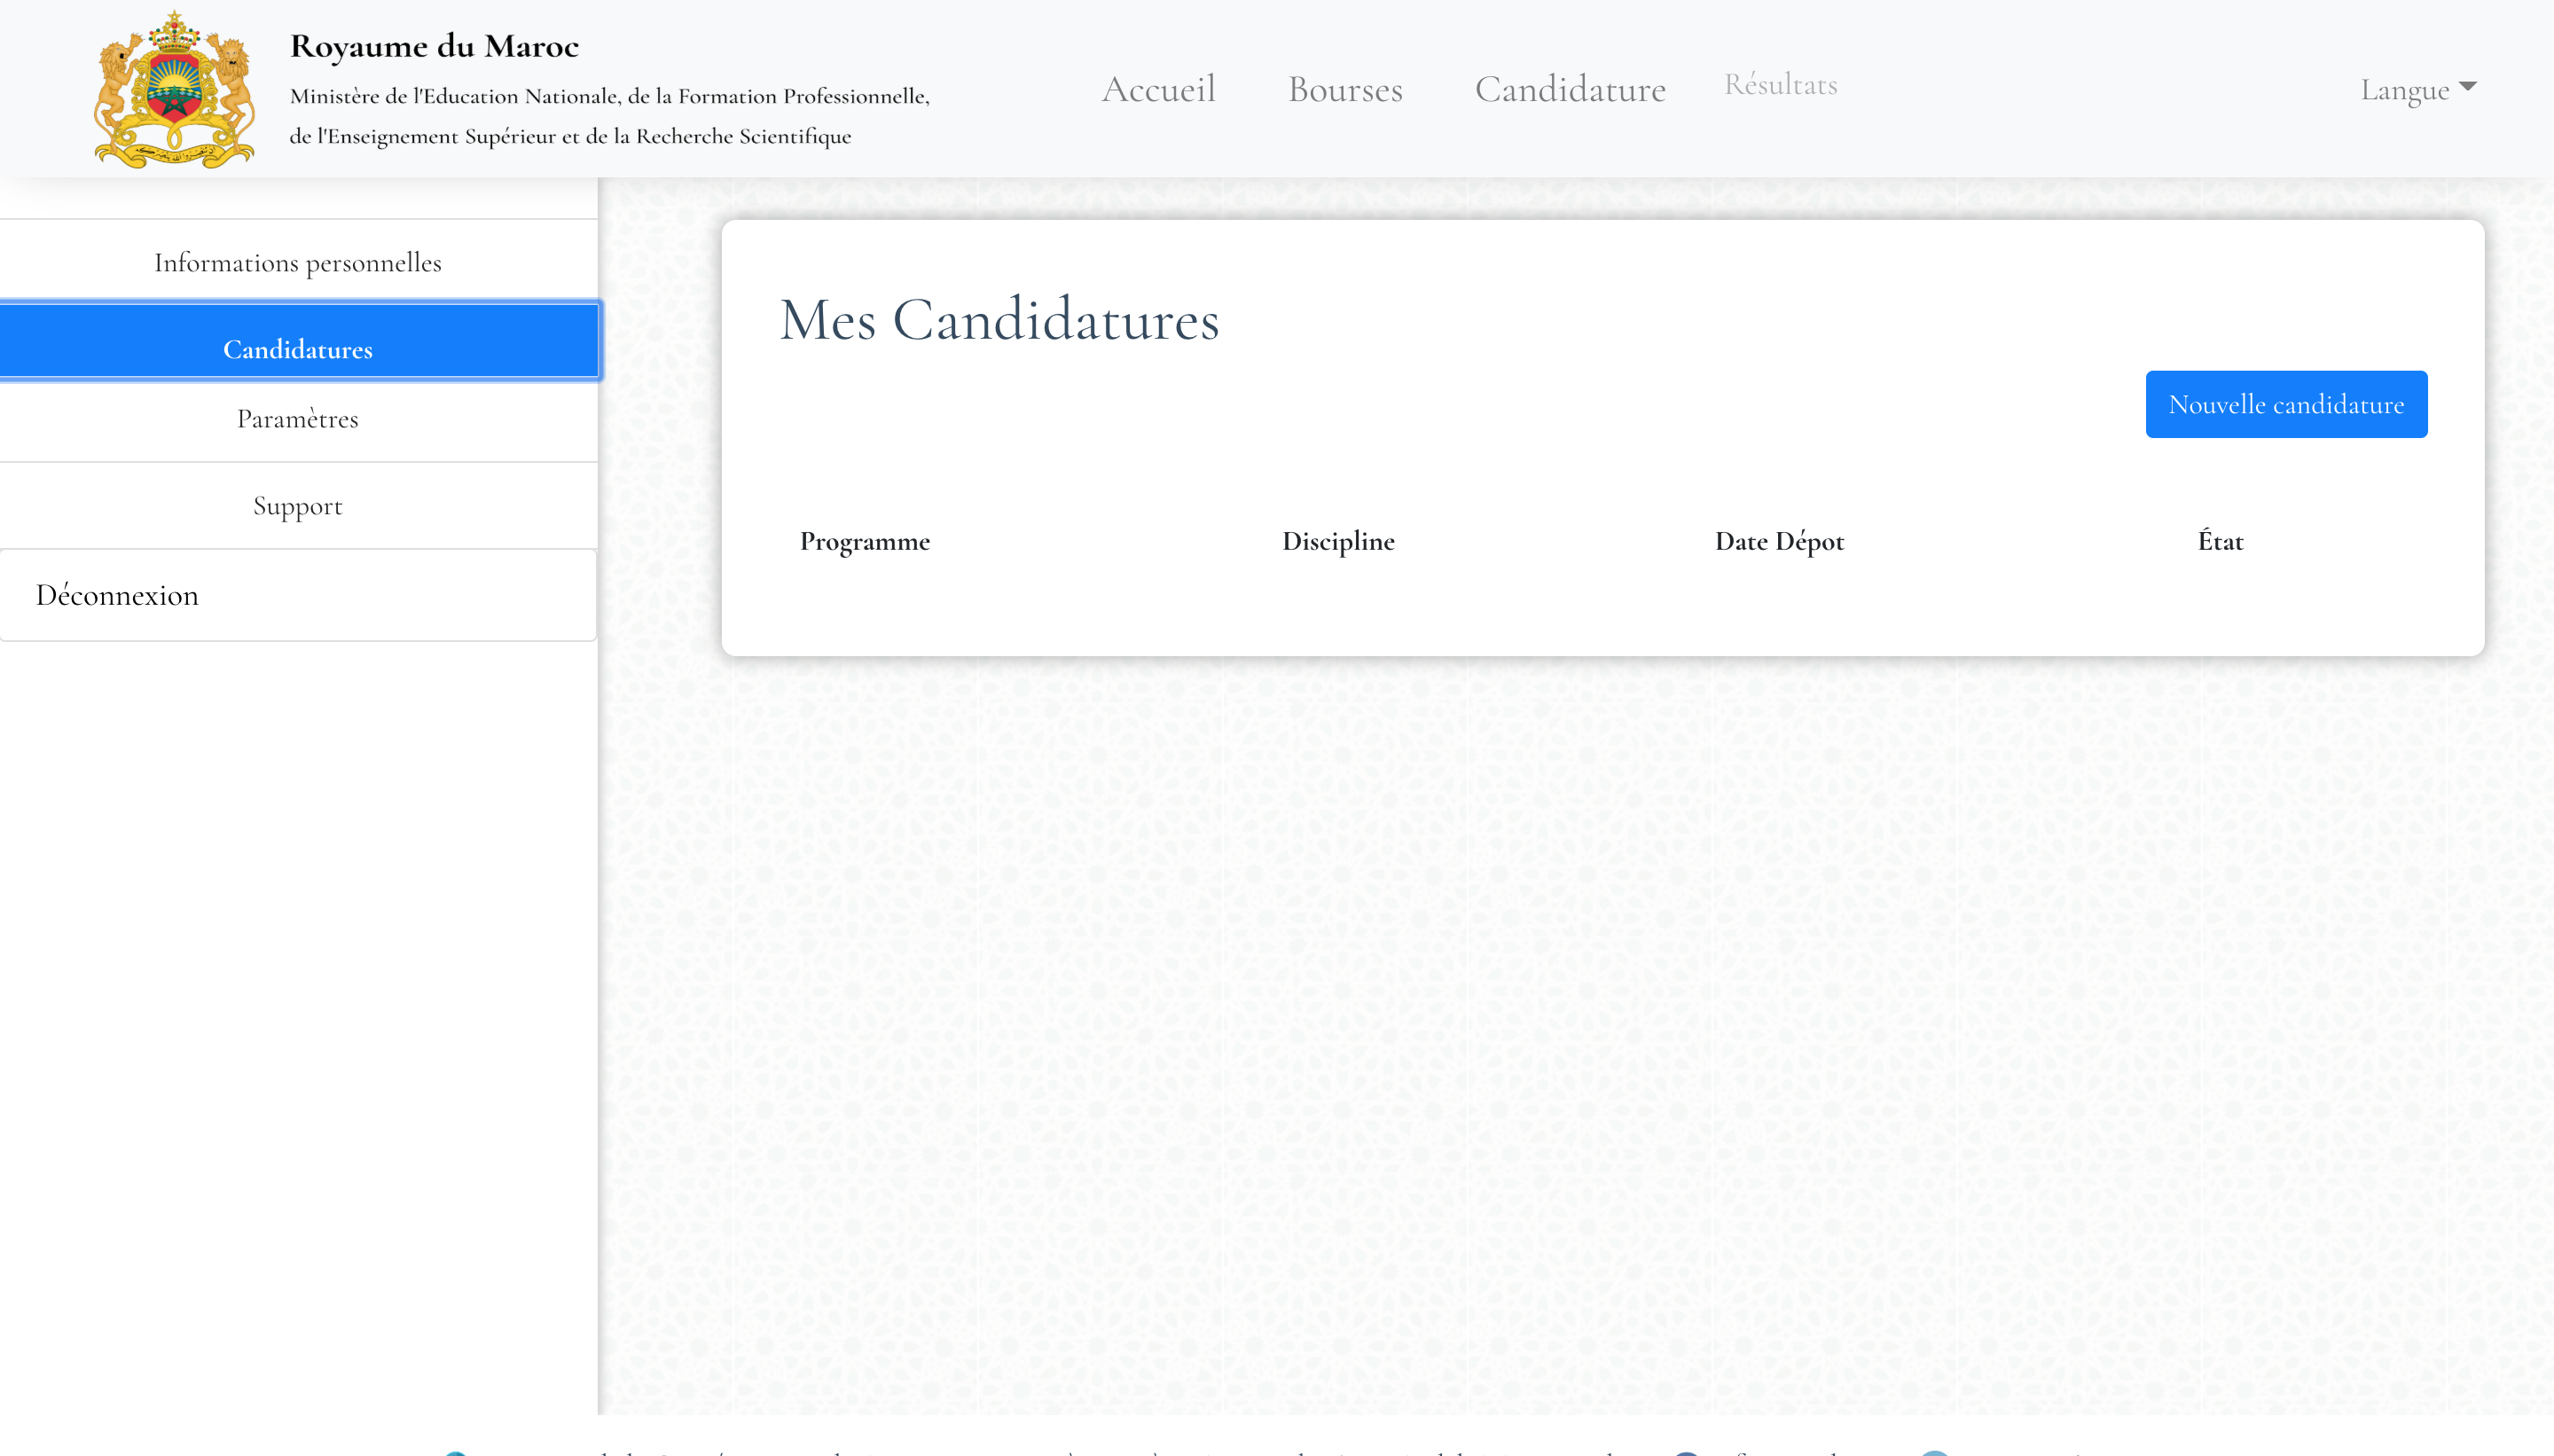 Royaume du Maroc
Ministère de l'Education Nationale, de la Formation Professionnelle,
de l'Enseignement Supérieur et de la Recherche Scientifique
Accueil
Bourses
Candidature
Résultats
Langue
Informations personnelles
Candidatures
Paramètres
Support
Déconnexion
Mes Candidatures
Nouvelle candidature
Programme Discipline Date Dépot État